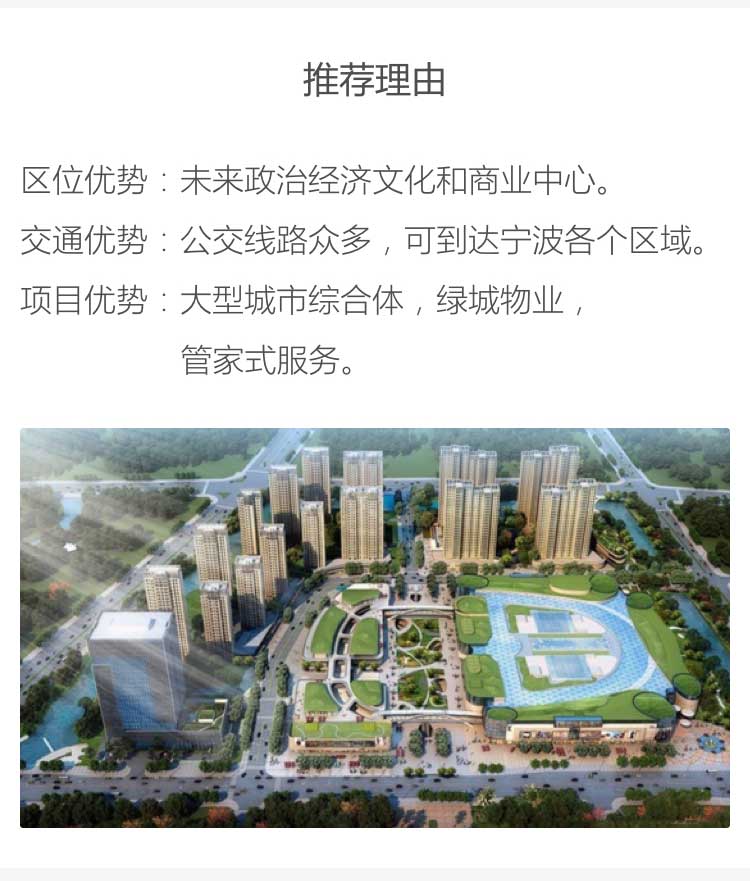 推荐理由
区位优势：未来政治经济文化和商业中心。
交通优势：公交线路众多，可到达宁波各个区域。
项目优势：大型城市综合体，绿城物业，
管家式服务。